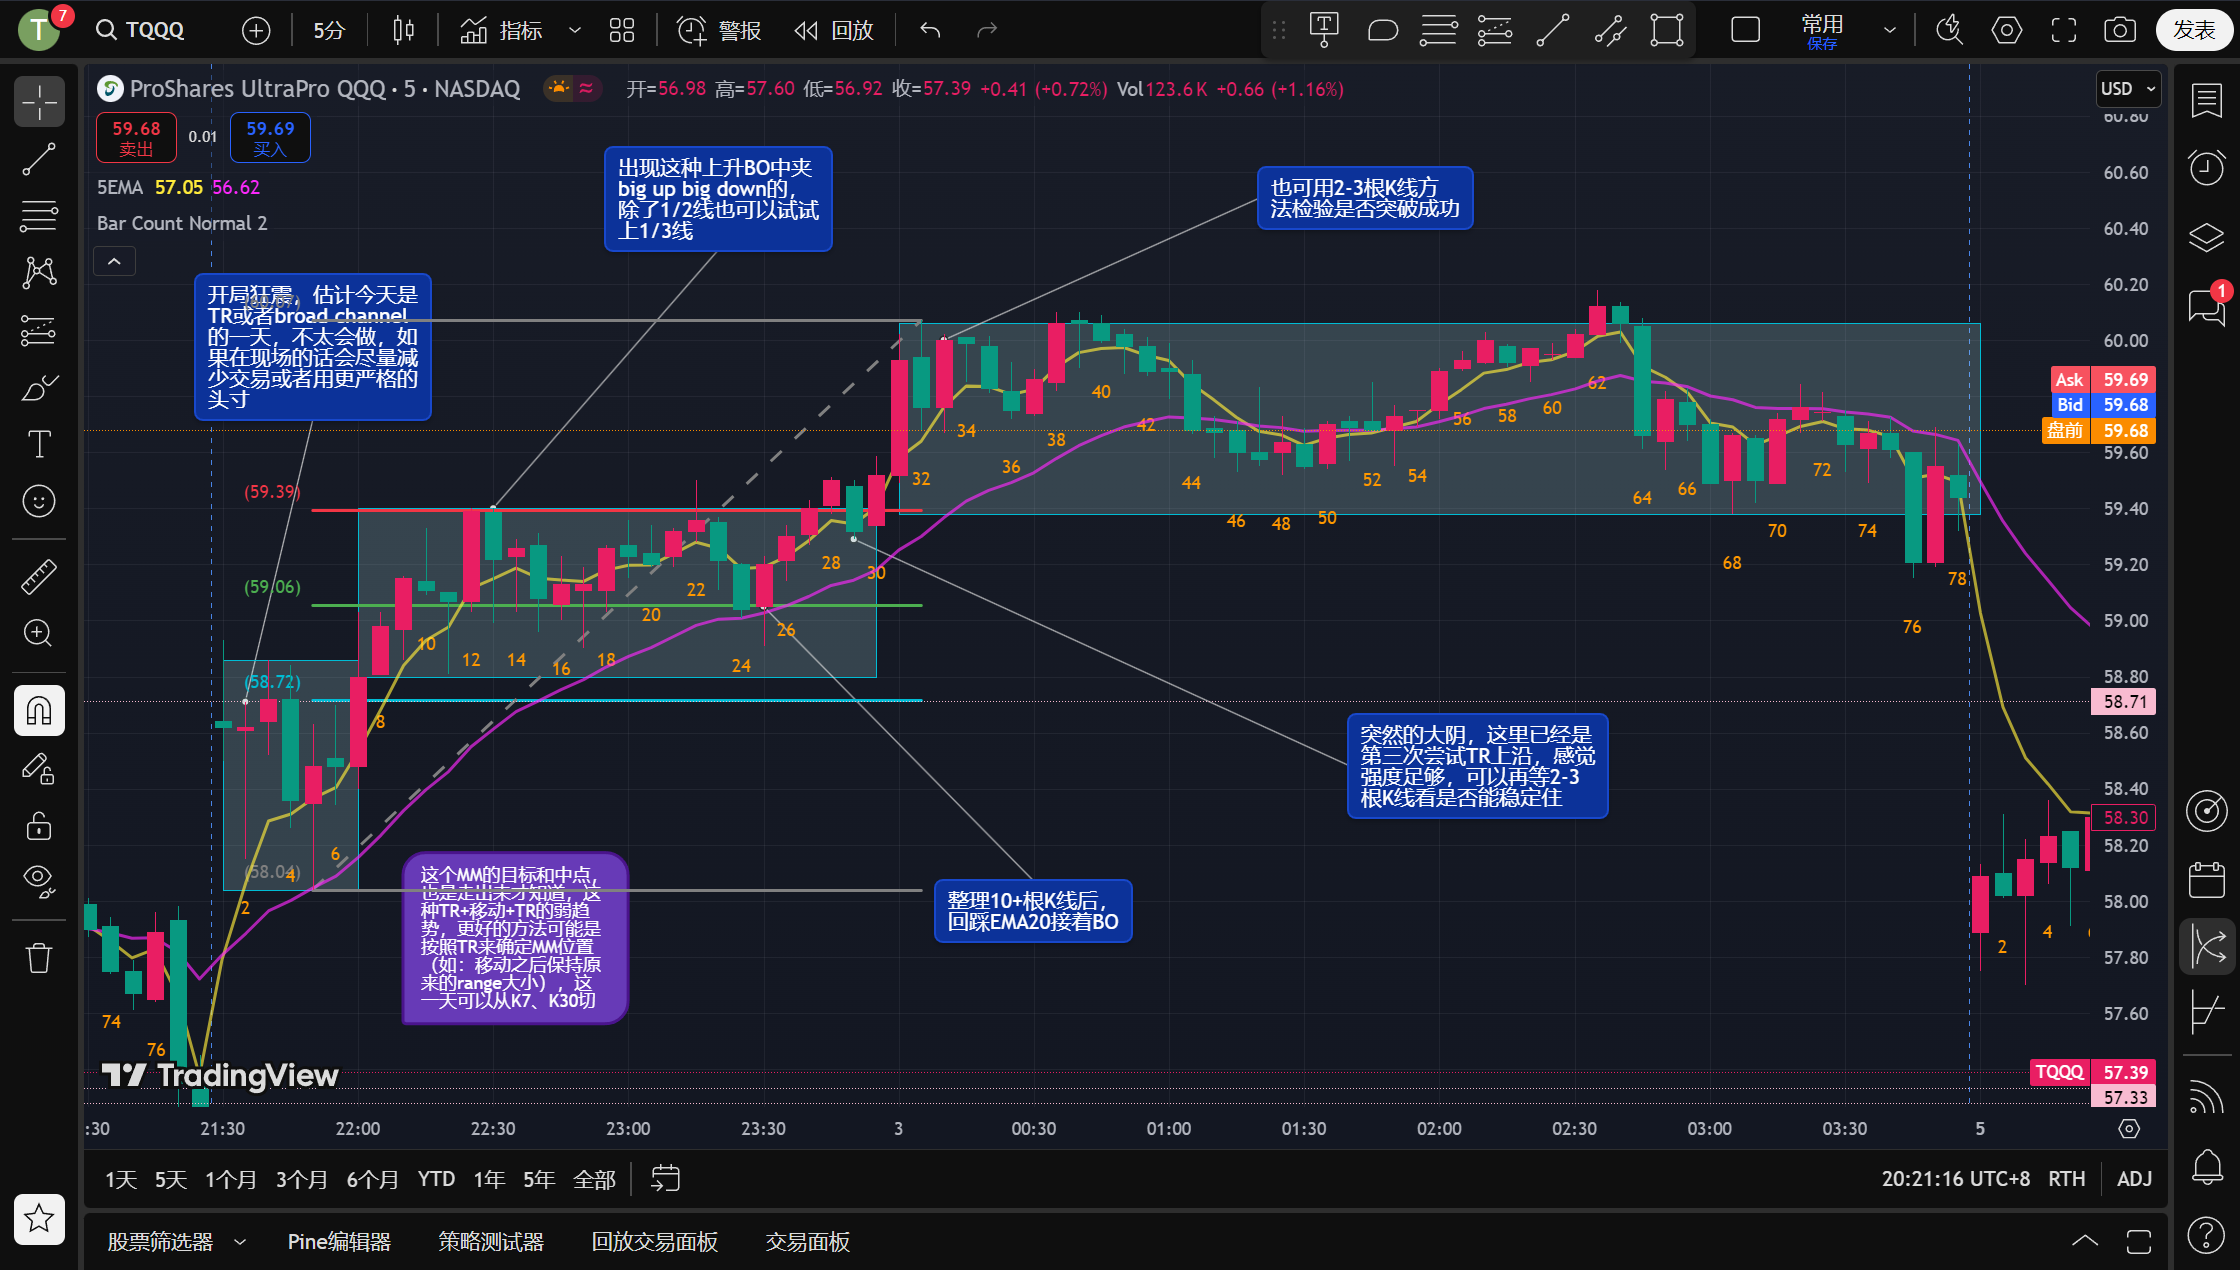 T
7
TQQQ
5分
指标
警报
回放
常用
保存
发表
ProShares UltraPro QQQ · 5 · NASDAQ
开=56.98 高=57.60 低=56.92 收=57.39 +0.41 (+0.72%) Vol123.6 K +0.66 (+1.16%)
59.68
卖出
0.01
59.69
买入
5EMA 57.05 56.62
Bar Count Normal 2
开局狂震，估计今天是
TR或者broad channel
的一天，不太会做，如
果在现场的话会尽量减
少交易或者用更严格的
头寸
出现这种上升BO中夹
big up big down的，
除了1/2线也可以试试
上1/3线
也可用2-3根K线方
法检验是否突破成功
突然的大阴，这里已经是
第三次尝试TR上沿，感觉
强度足够，可以再等2-3
根K线看是否能稳定住
整理10+根K线后，
回踩EMA20接着BO
这个MM的目标和中点
也是走出来才知道，这
种TR+移动+TR的弱趋
势，更好的方法可能是
按照TR来确定MM位置
（如：移动之后保持原
来的range大小），这
一天可以从K7、K30切
(59.39)
(59.06)
(58.72)
(58.04)
74
76
2
4
6
8
10
12
14
16
18
20
22
24
26
28
30
32
34
36
38
40
42
44
46
48
50
52
54
56
58
60
62
64
66
68
70
72
74
76
78
2
4
USD
60.80
60.60
60.40
60.20
60.00
Ask 59.69
Bid 59.68
盘前 59.68
59.60
59.40
59.20
59.00
58.80
58.71
58.60
58.40
58.30
58.20
58.00
57.80
57.60
TQQQ 57.39
57.33
1
TradingView
:30
21:30
22:00
22:30
23:00
23:30
3
00:30
01:00
01:30
02:00
02:30
03:00
03:30
5
1天
5天
1个月
3个月
6个月
YTD
1年
5年
全部
20:21:16 UTC+8
RTH
ADJ
股票筛选器
Pine编辑器
策略测试器
回放交易面板
交易面板